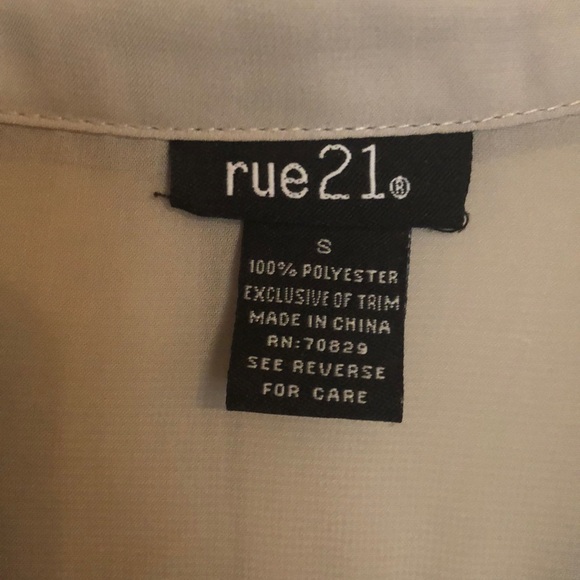 rue21®
S
100% POLYESTER
EXCLUSIVE OF TRIM
MADE IN CHINA
RN:70829
SEE REVERSE
FOR CARE